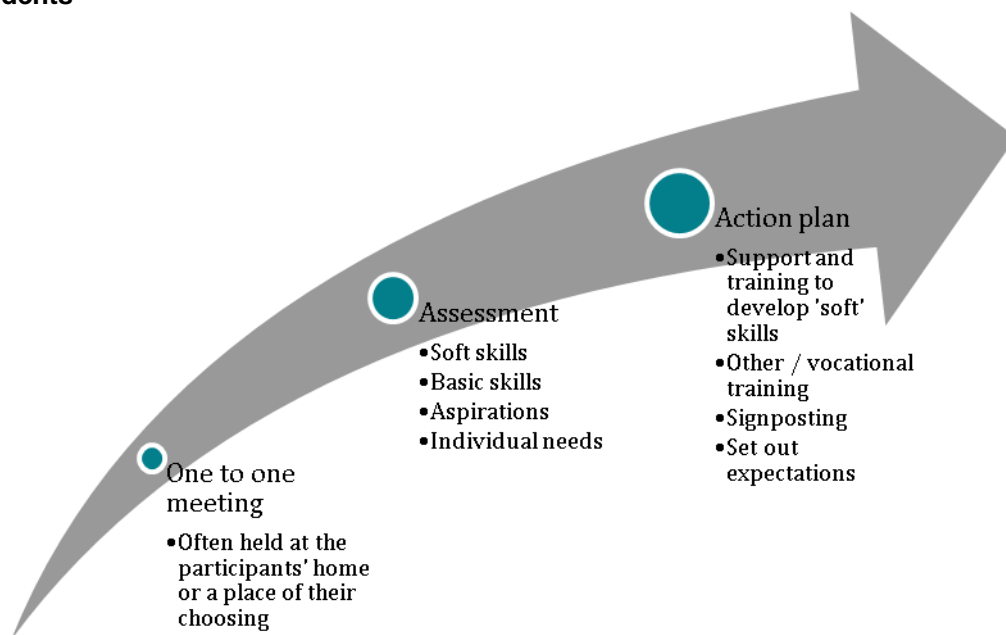 One to one
meeting
•Often held at the
participants' home
or a place of their
choosing
Assessment
•Soft skills
•Basic skills
•Aspirations
•Individual needs
Action plan
•Support and
training to
develop 'soft'
skills
•Other / vocational
training
•Signposting
•Set out
expectations